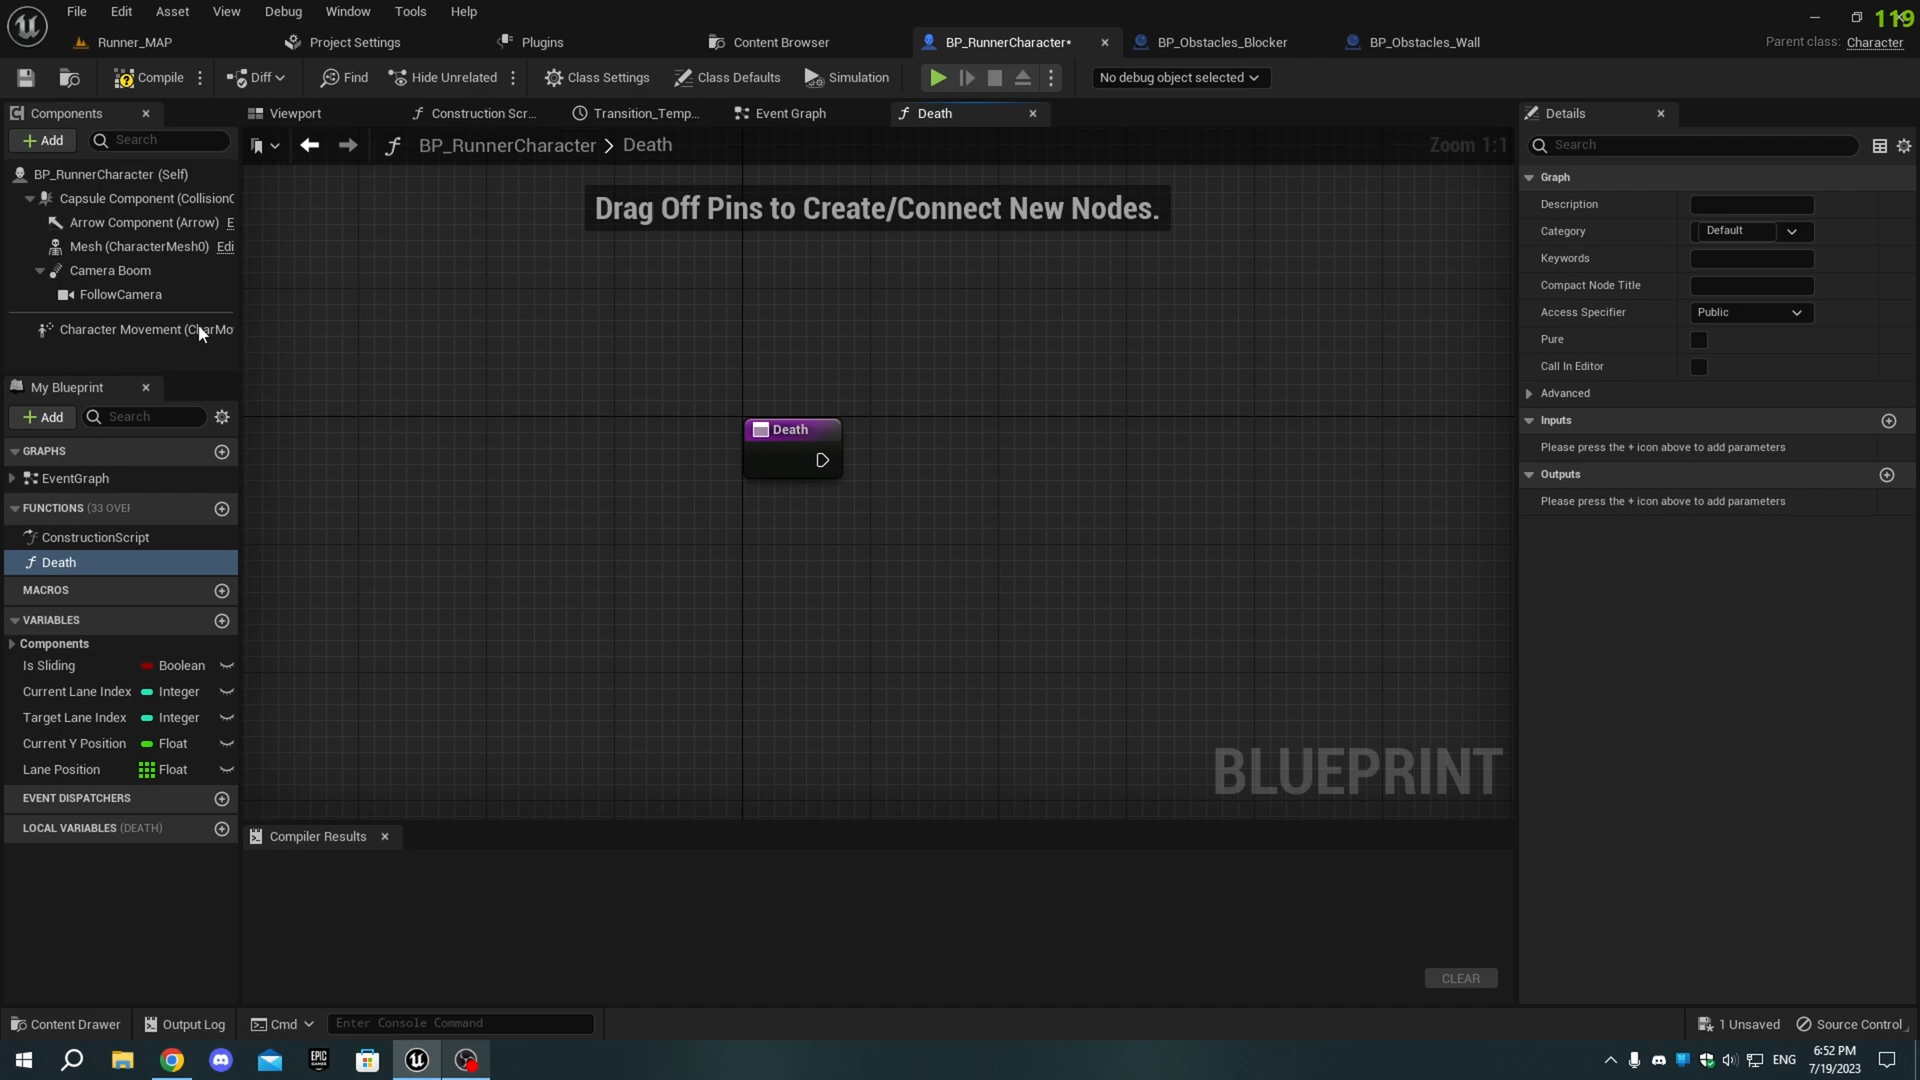 File Edit Asset View Debug Window Tools Help
119
Runner_MAP Project Settings Plugins Content Browser BP_RunnerCharacter* BP_Obstacles_Blocker BP_Obstacles_Wall
Parent class: Character
Compile Diff Find Hide Unrelated Class Settings Class Defaults Simulation No debug object selected
Components Viewport Construction Scr... Transition_Temp... Event Graph Death Details
Add Search
BP_RunnerCharacter > Death
Zoom 1:1
Search
Drag Off Pins to Create/Connect New Nodes.
BP_RunnerCharacter (Self)
Capsule Component (CollisionC
Arrow Component (Arrow) E
Mesh (CharacterMesh0) Edi
Camera Boom
FollowCamera
Character Movement (CharMo
My Blueprint
Add Search
GRAPHS
EventGraph
FUNCTIONS (33 OVER
ConstructionScript
Death
MACROS
VARIABLES
Components
Is Sliding Boolean
Current Lane Index Integer
Target Lane Index Integer
Current Y Position Float
Lane Position Float
EVENT DISPATCHERS
LOCAL VARIABLES (DEATH)
Death
BLUEPRINT
Compiler Results
CLEAR
Graph
Description
Category Default
Keywords
Compact Node Title
Access Specifier Public
Pure
Call In Editor
Advanced
Inputs
Please press the + icon above to add parameters
Outputs
Please press the + icon above to add parameters
Content Drawer Output Log Cmd Enter Console Command 1 Unsaved Source Control
EPIC GAMES
ENG
6:52 PM
7/19/2023